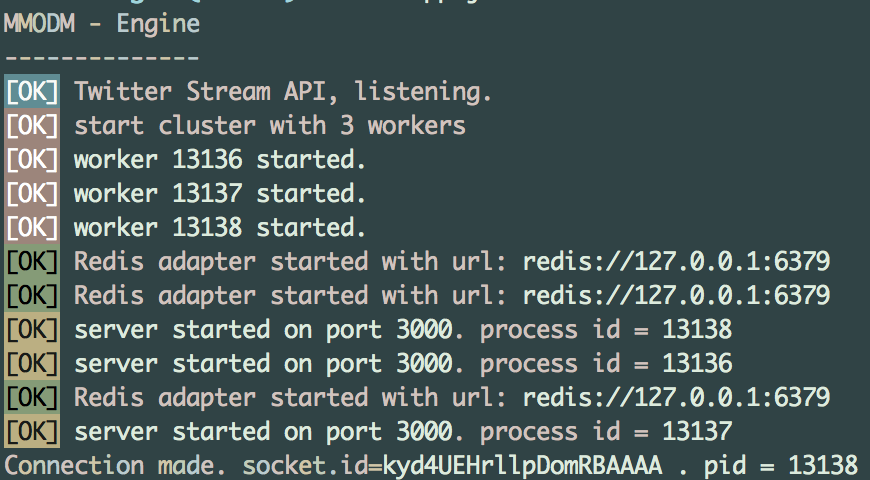 MMODM - Engine
--------------
[OK] Twitter Stream API, listening.
[OK] start cluster with 3 workers
[OK] worker 13136 started.
[OK] worker 13137 started.
[OK] worker 13138 started.
[OK] Redis adapter started with url: redis://127.0.0.1:6379
[OK] Redis adapter started with url: redis://127.0.0.1:6379
[OK] server started on port 3000. process id = 13138
[OK] server started on port 3000. process id = 13136
[OK] Redis adapter started with url: redis://127.0.0.1:6379
[OK] server started on port 3000. process id = 13137
Connection made. socket.id=kyd4UEHrllpDomRBAAAA . pid = 13138